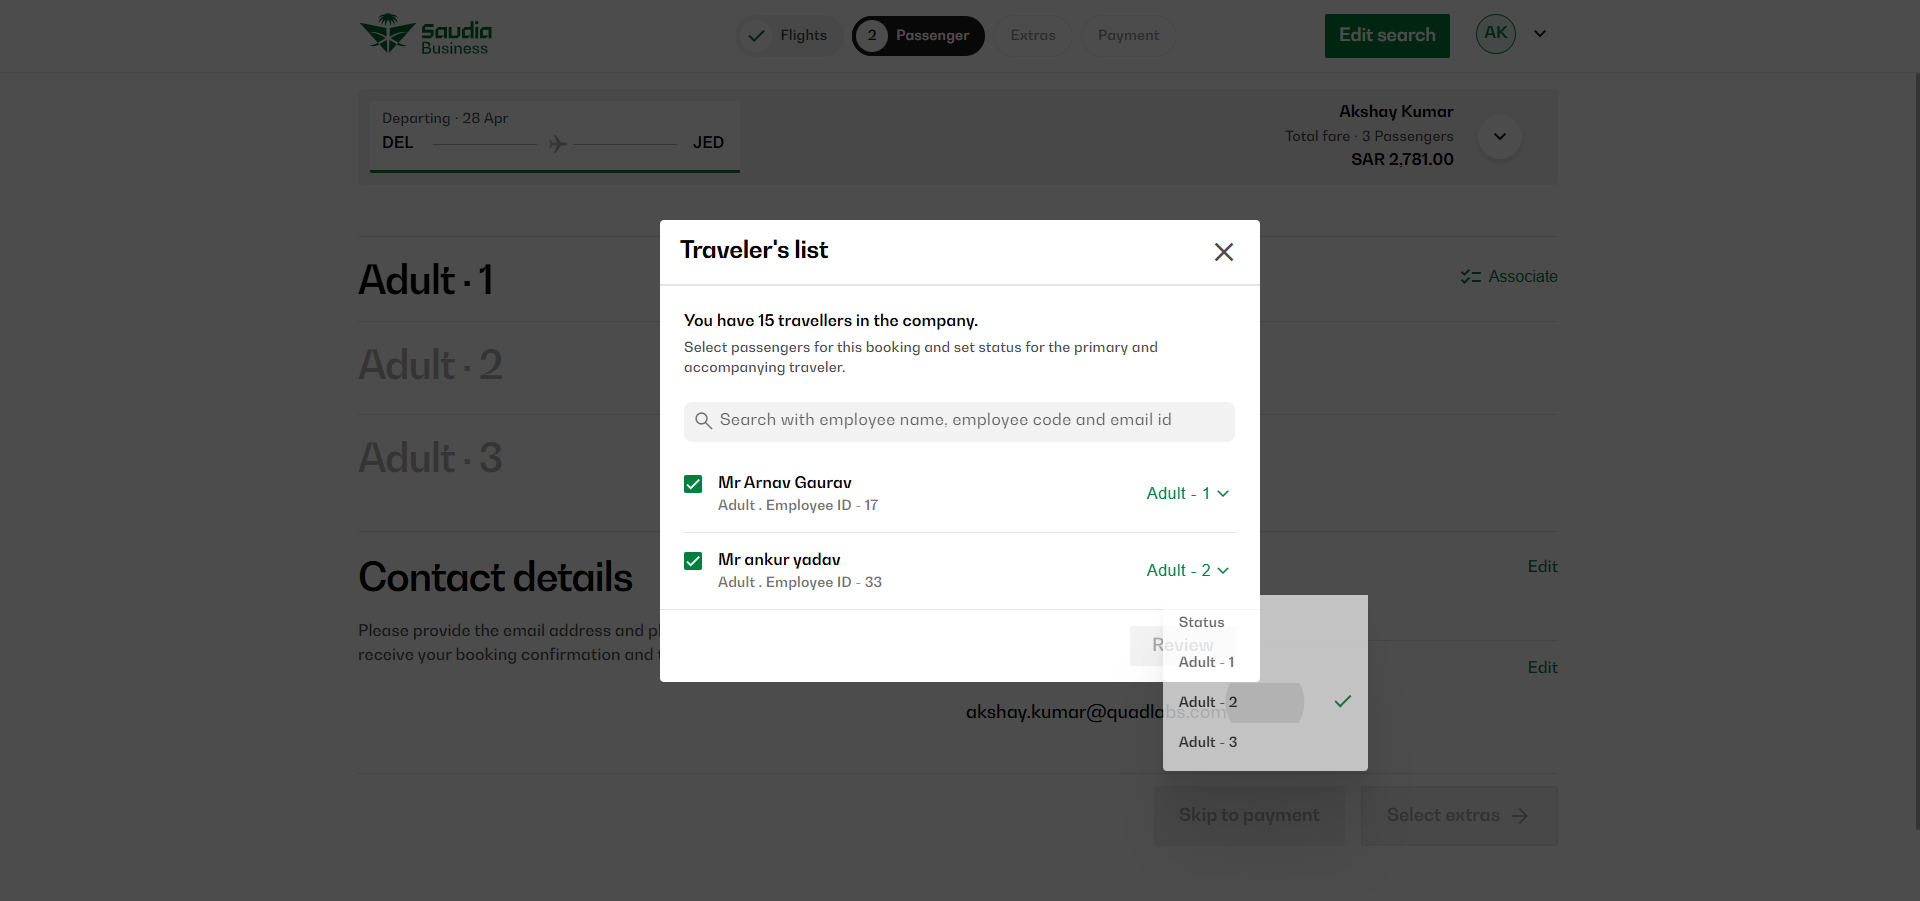 Saudia
Business
Flights
2 Passenger
Extras
Payment
Edit search
AK
Departing · 28 Apr
DEL
JED
Akshay Kumar
Total fare · 3 Passengers
SAR 2,781.00
Adult · 1
Associate
Adult · 2
Adult · 3
Traveler's list
You have 15 travellers in the company.
Select passengers for this booking and set status for the primary and
accompanying traveler.
Search with employee name, employee code and email id
Mr Arnav Gaurav
Adult . Employee ID - 17
Adult - 1
Mr ankur yadav
Adult . Employee ID - 33
Adult - 2
Review
Status
Adult - 1
Adult - 2
Adult - 3
Contact details
Edit
Please provide the email address and
receive your booking confirmation and
Edit
akshay.kumar@quadlabs.com
Skip to payment
Select extras